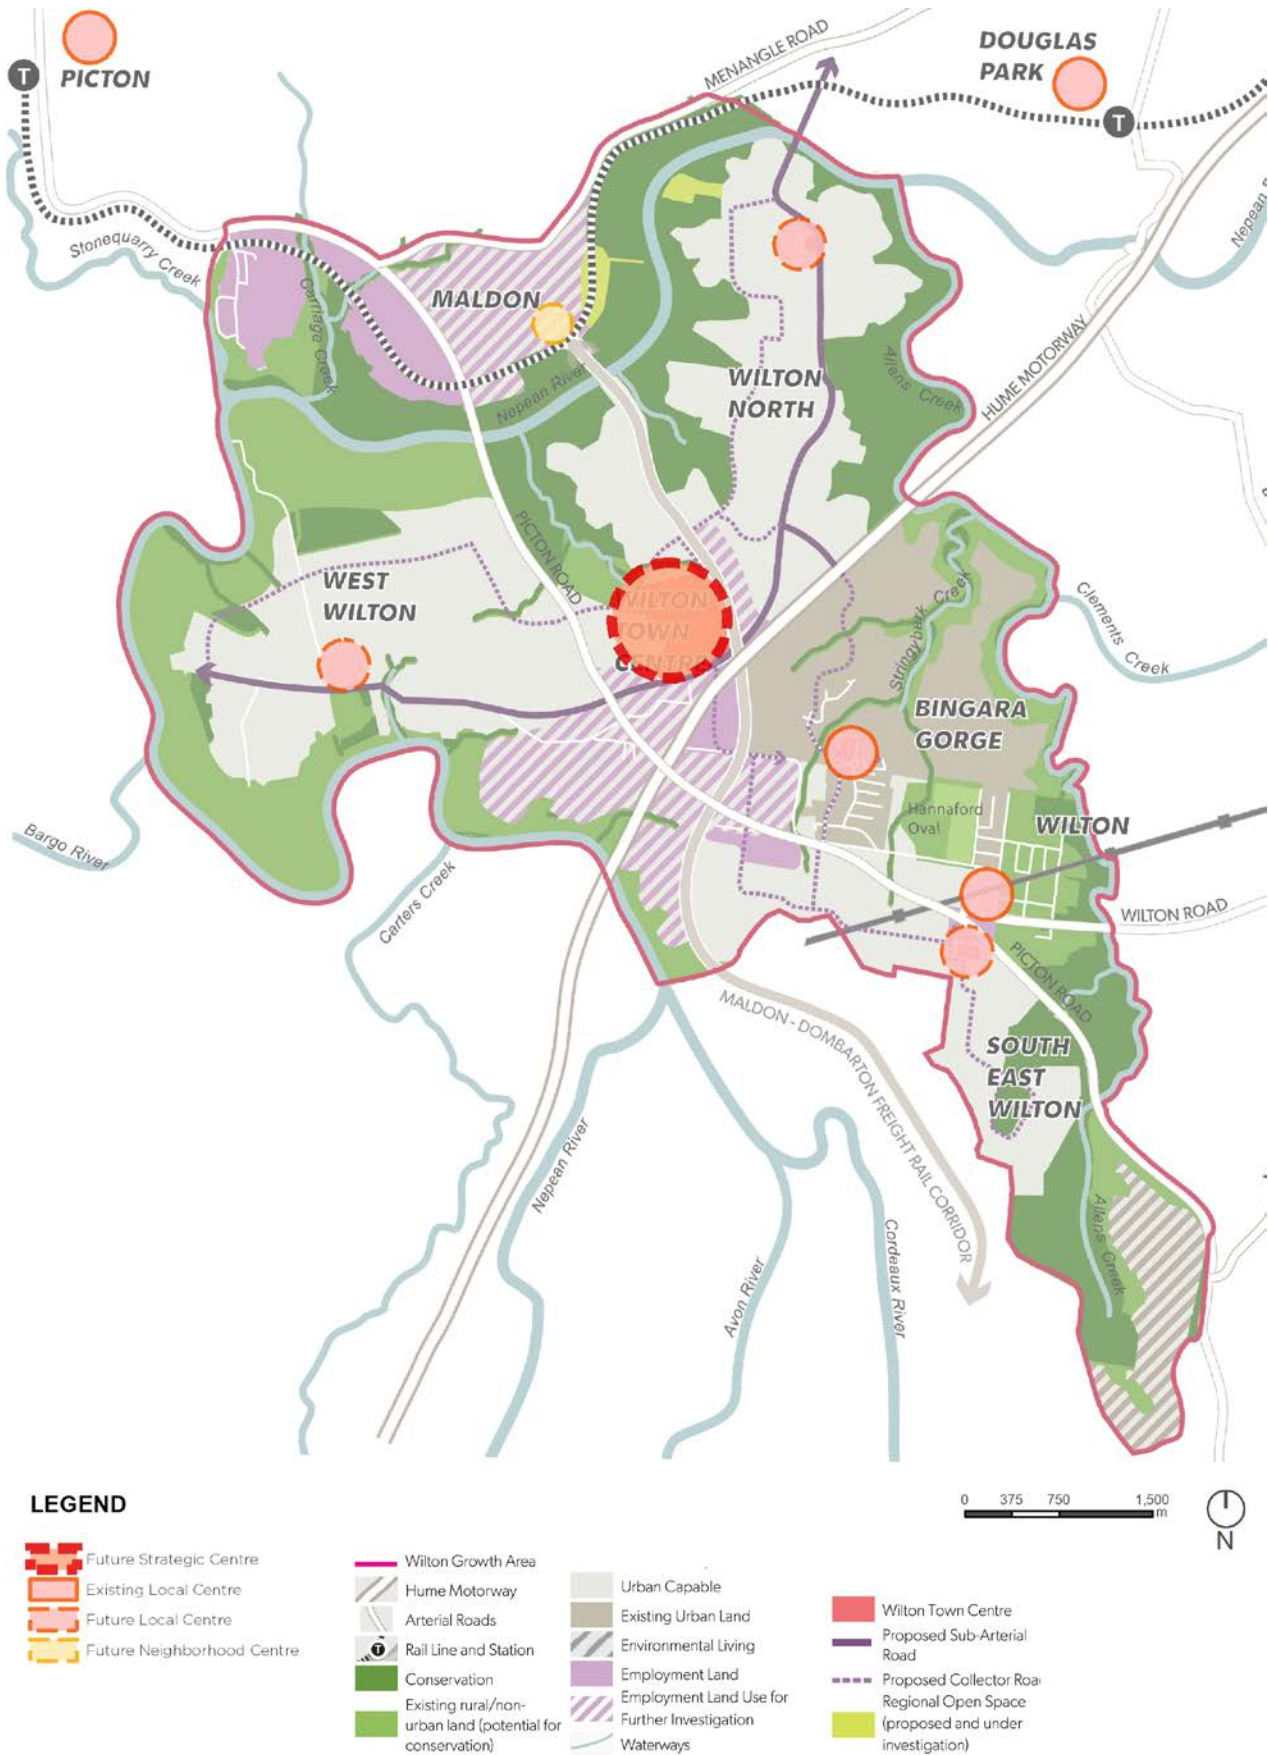 MENANGLE ROAD
DOUGLAS
PARK
T
PICTON
T
Stonequarry Creek
Carriage Creek
MALDON
Nepean River
WILTON
NORTH
Allens Creek
HUME MOTORWAY
PICTON ROAD
WEST
WILTON
WILTON
TOWN
CENTRE
Stringybark Creek
Clements Creek
BINGARA
GORGE
Hannaford
Oval
WILTON
Bargo River
Carters Creek
WILTON ROAD
PICTON ROAD
MALDON - DOMBARTON FREIGHT RAIL CORRIDOR
SOUTH
EAST
WILTON
Nepean River
Avon River
Cordeaux River
Allens Creek
LEGEND
0 375 750 1,500
m
N
Future Strategic Centre
Existing Local Centre
Future Local Centre
Future Neighborhood Centre
Wilton Growth Area
Hume Motorway
Arterial Roads
T
Rail Line and Station
Conservation
Existing rural/non-
urban land (potential for
conservation)
Urban Capable
Existing Urban Land
Environmental Living
Employment Land
Employment Land Use for
Further Investigation
Waterways
Wilton Town Centre
Proposed Sub-Arterial
Road
Proposed Collector Roa
Regional Open Space
(proposed and under
investigation)